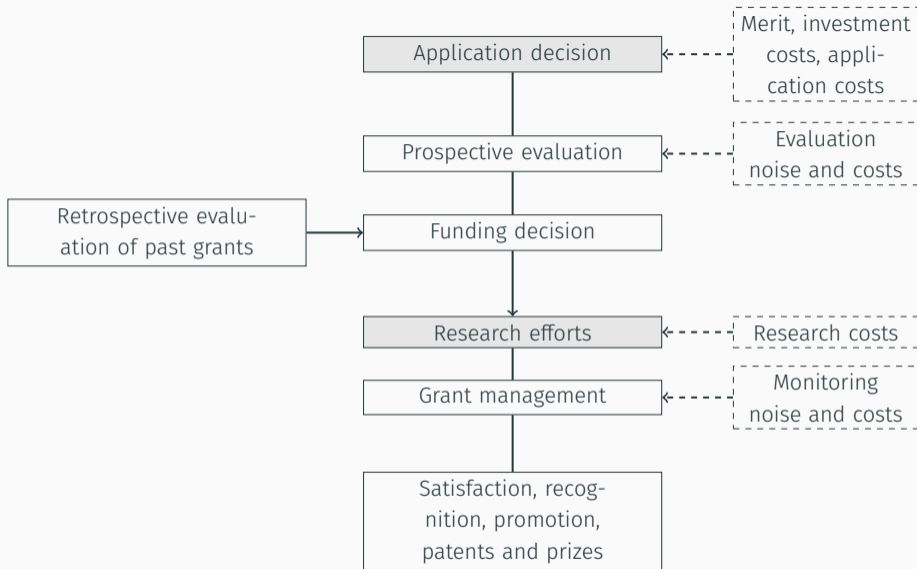 Merit, investment
costs, appli-
cation costs
Application decision
Evaluation
noise and costs
Prospective evaluation
Retrospective evalu-
ation of past grants
Funding decision
Research efforts
Research costs
Monitoring
noise and costs
Grant management
Satisfaction, recog-
nition, promotion,
patents and prizes